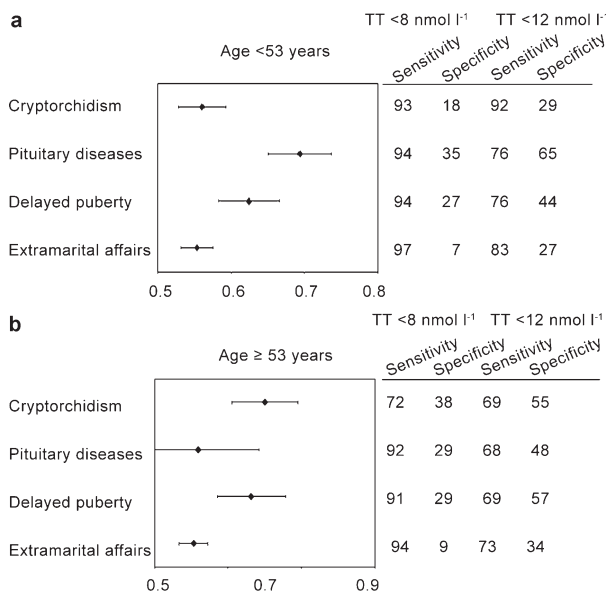 a
TT <8 nmol l-1 TT <12 nmol l-1
Age <53 years
Sensitivity Specificity Sensitivity Specificity
Cryptorchidism 93 18 92 29
Pituitary diseases 94 35 76 65
Delayed puberty 94 27 76 44
Extramarital affairs 97 7 83 27
0.5 0.6 0.7 0.8
b
TT <8 nmol l-1 TT <12 nmol l-1
Age ≥ 53 years
Sensitivity Specificity Sensitivity Specificity
Cryptorchidism 72 38 69 55
Pituitary diseases 92 29 68 48
Delayed puberty 91 29 69 57
Extramarital affairs 94 9 73 34
0.5 0.7 0.9